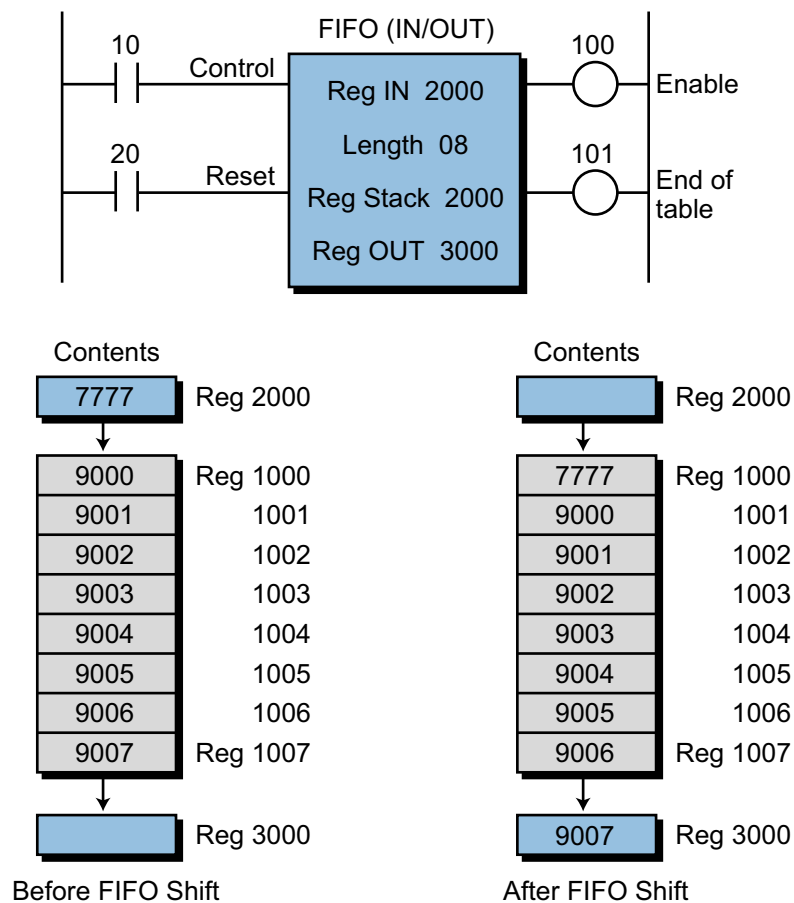 FIFO (IN/OUT)
10
Control
100
Reg IN 2000
Enable
Length 08
20
Reset
101
Reg Stack 2000
End of
table
Reg OUT 3000
Contents
7777 Reg 2000
9000 Reg 1000
9001 1001
9002 1002
9003 1003
9004 1004
9005 1005
9006 1006
9007 Reg 1007
Reg 3000
Before FIFO Shift
Contents
Reg 2000
7777 Reg 1000
9000 1001
9001 1002
9002 1003
9003 1004
9004 1005
9005 1006
9006 Reg 1007
9007 Reg 3000
After FIFO Shift